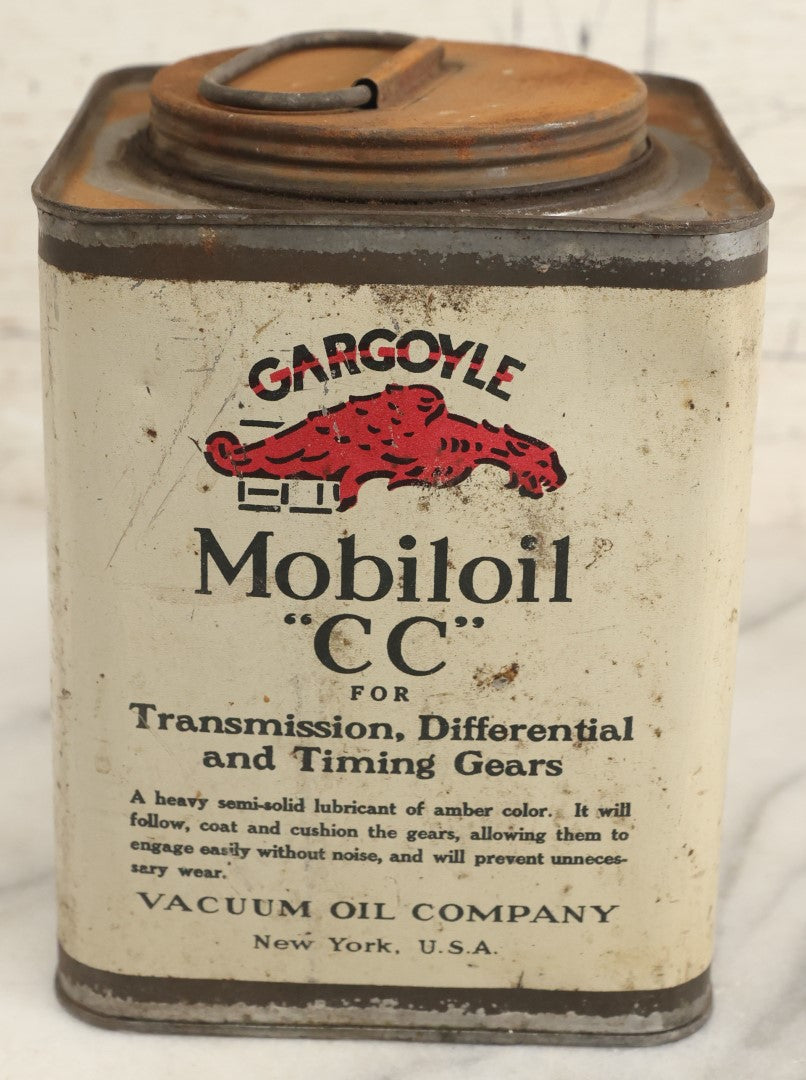 GARGOYLE
Mobiloil
"CC"
FOR
Transmission, Differential
and Timing Gears
A heavy semi-solid lubricant of amber color. It will
follow, coat and cushion the gears, allowing them to
engage easily without noise, and will prevent unneces-
sary wear.
VACUUM OIL COMPANY
New York, U.S.A.